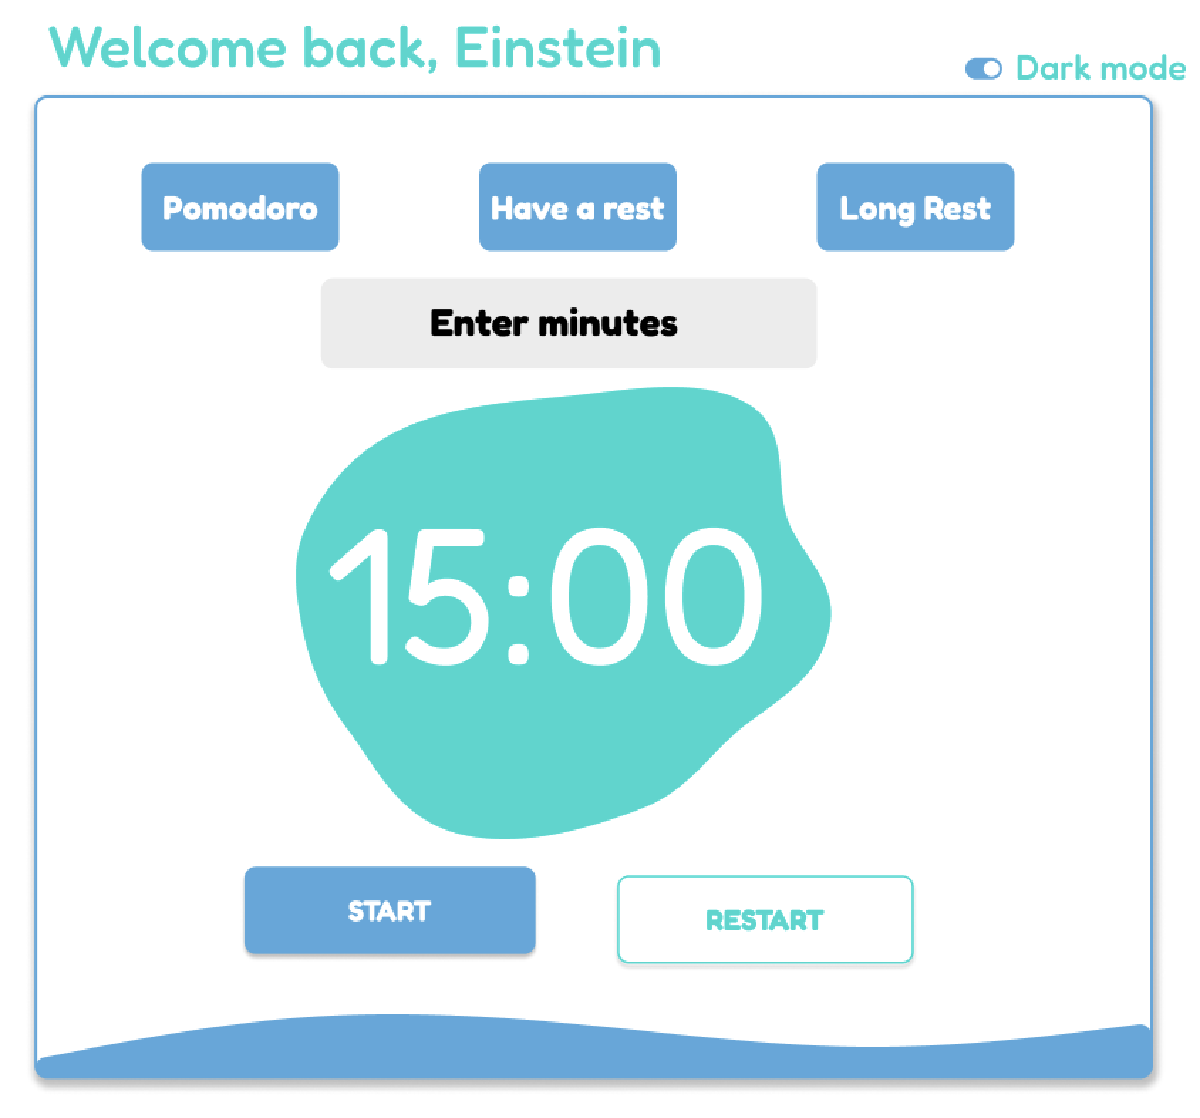 Welcome back, Einstein
Dark mode
Pomodoro
Have a rest
Long Rest
Enter minutes
15:00
START
RESTART